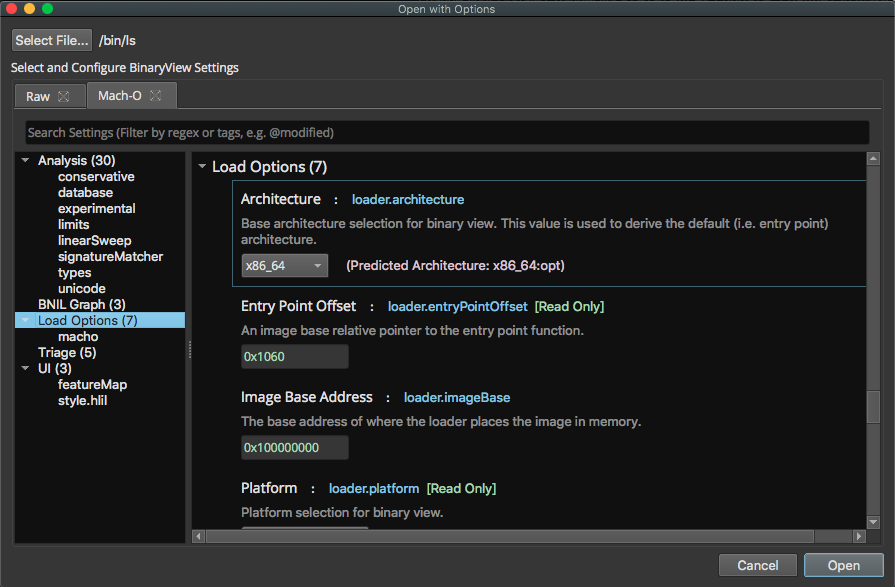 Open with Options
Select File... /bin/ls
Select and Configure BinaryView Settings
Raw Mach-O
Search Settings (Filter by regex or tags, e.g. @modified)
Analysis (30)
conservative
database
experimental
limits
linearSweep
signatureMatcher
types
unicode
BNIL Graph (3)
Load Options (7)
macho
Triage (5)
UI (3)
featureMap
style.hlil
Load Options (7)
Architecture : loader.architecture
Base architecture selection for binary view. This value is used to derive the default (i.e. entry point)
architecture.
x86_64 (Predicted Architecture: x86_64:opt)
Entry Point Offset : loader.entryPointOffset [Read Only]
An image base relative pointer to the entry point function.
0x1060
Image Base Address : loader.imageBase
The base address of where the loader places the image in memory.
0x100000000
Platform : loader.platform [Read Only]
Platform selection for binary view.
Cancel Open